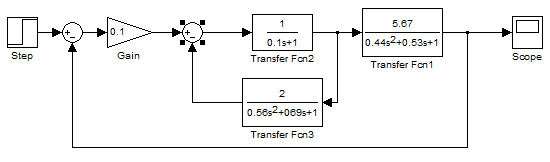 0.1
1
0.1s+1
5.67
0.44s2+0.53s+1
Step
Gain
Transfer Fcn2
Transfer Fcn1
Scope
2
0.56s2+069s+1
Transfer Fcn3